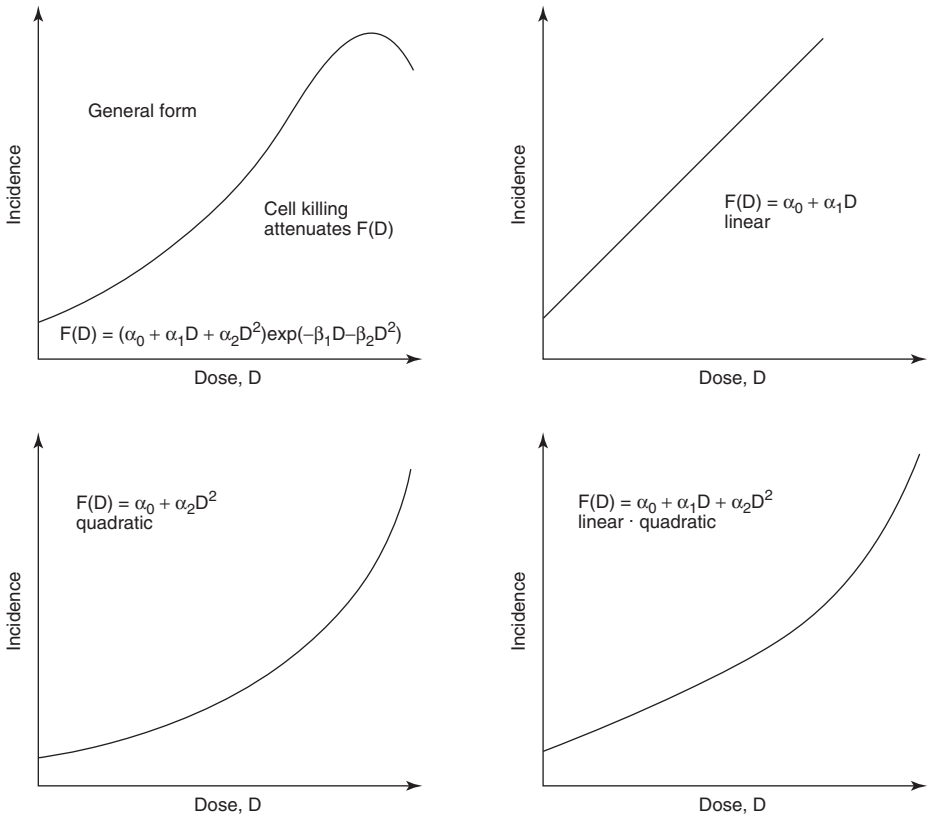 General form
Cell killing
attenuates F(D)
F(D) = (α₀ + α₁D + α₂D²)exp(−β₁D–β₂D²)
Incidence
Dose, D
F(D) = α₀ + α₁D
linear
Incidence
Dose, D
F(D) = α₀ + α₂D²
quadratic
Incidence
Dose, D
F(D) = α₀ + α₁D + α₂D²
linear · quadratic
Incidence
Dose, D